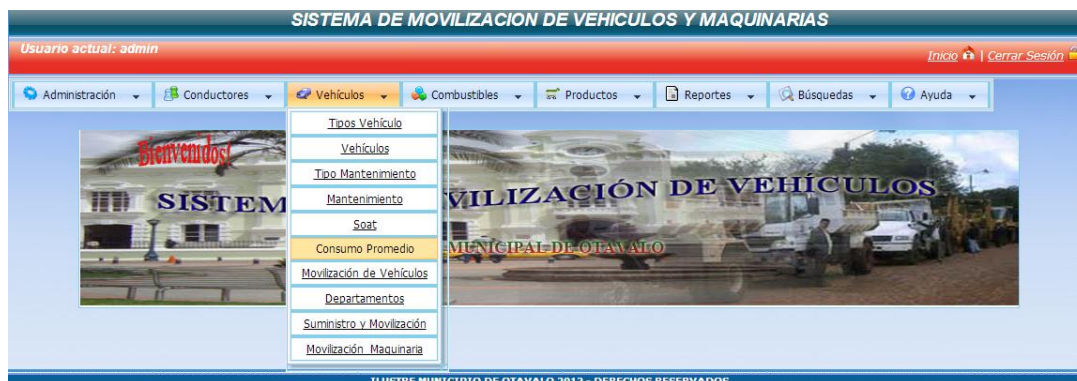 SISTEMA DE MOVILIZACION DE VEHICULOS Y MAQUINARIAS
Usuario actual: admin
Inicio | Cerrar Sesión
Administración Conductores Vehículos Combustibles Productos Reportes Búsquedas Ayuda
Tipos Vehículo
Vehículos
Tipo Mantenimiento
Mantenimiento
Soat
Consumo Promedio
Movilización de Vehículos
Departamentos
Suministro y Movilización
Movilización Maquinaria
Bienvenidos!
SISTEM VILIZACIÓN DE VEHÍCULOS
MUNICIPAL DE OTAVALO
ILUSTRE MUNICIPIO DE OTAVALO 2012 - DERECHOS RESERVADOS